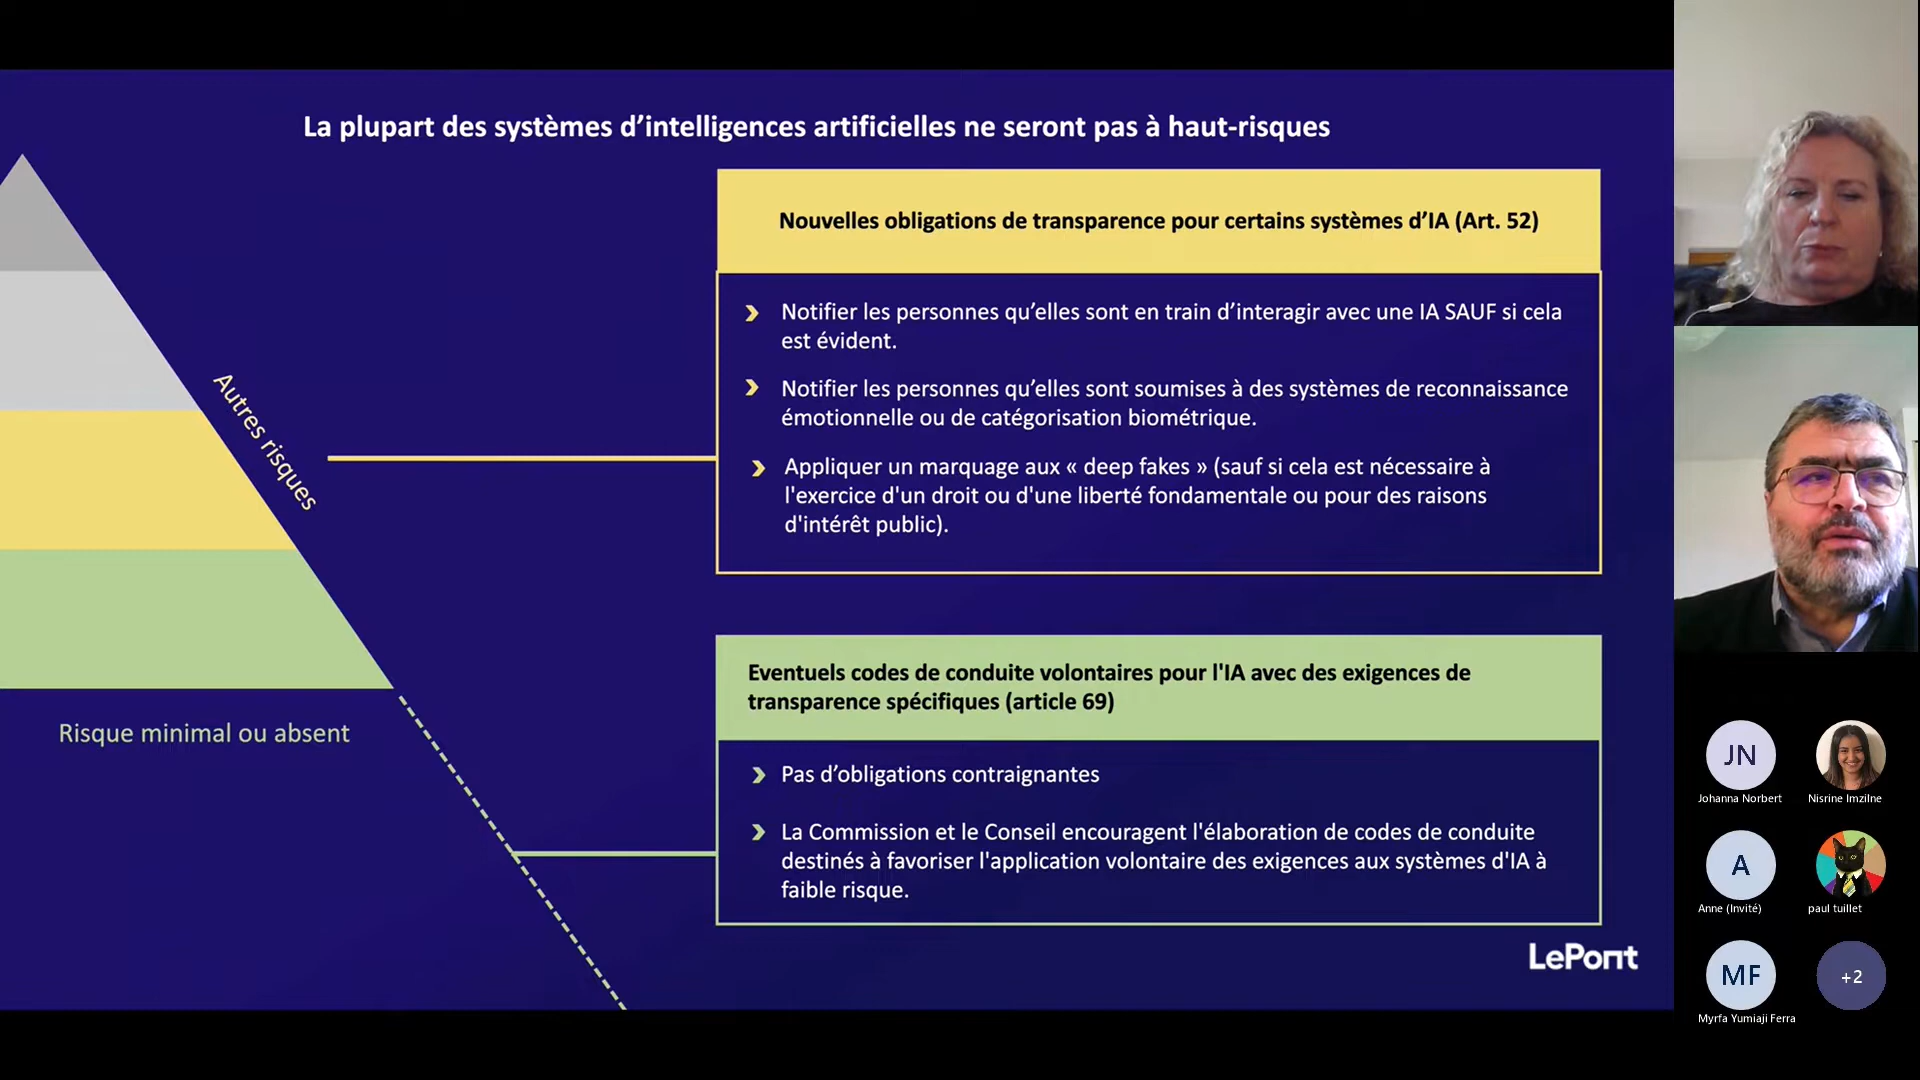 La plupart des systèmes d’intelligences artificielles ne seront pas à haut-risques
Nouvelles obligations de transparence pour certains systèmes d’IA (Art. 52)
Notifier les personnes qu’elles sont en train d’interagir avec une IA SAUF si cela
est évident.
Notifier les personnes qu’elles sont soumises à des systèmes de reconnaissance
émotionnelle ou de catégorisation biométrique.
Appliquer un marquage aux « deep fakes » (sauf si cela est nécessaire à
l'exercice d'un droit ou d'une liberté fondamentale ou pour des raisons
d'intérêt public).
Autres risques
Eventuels codes de conduite volontaires pour l'IA avec des exigences de
transparence spécifiques (article 69)
Pas d’obligations contraignantes
La Commission et le Conseil encouragent l'élaboration de codes de conduite
destinés à favoriser l'application volontaire des exigences aux systèmes d'IA à
faible risque.
Risque minimal ou absent
LePont
JN
Johanna Norbert
Nisrine Imzilne
A
Anne (Invité)
paul tuillet
MF
Myrfa Yumiaji Ferra
+2